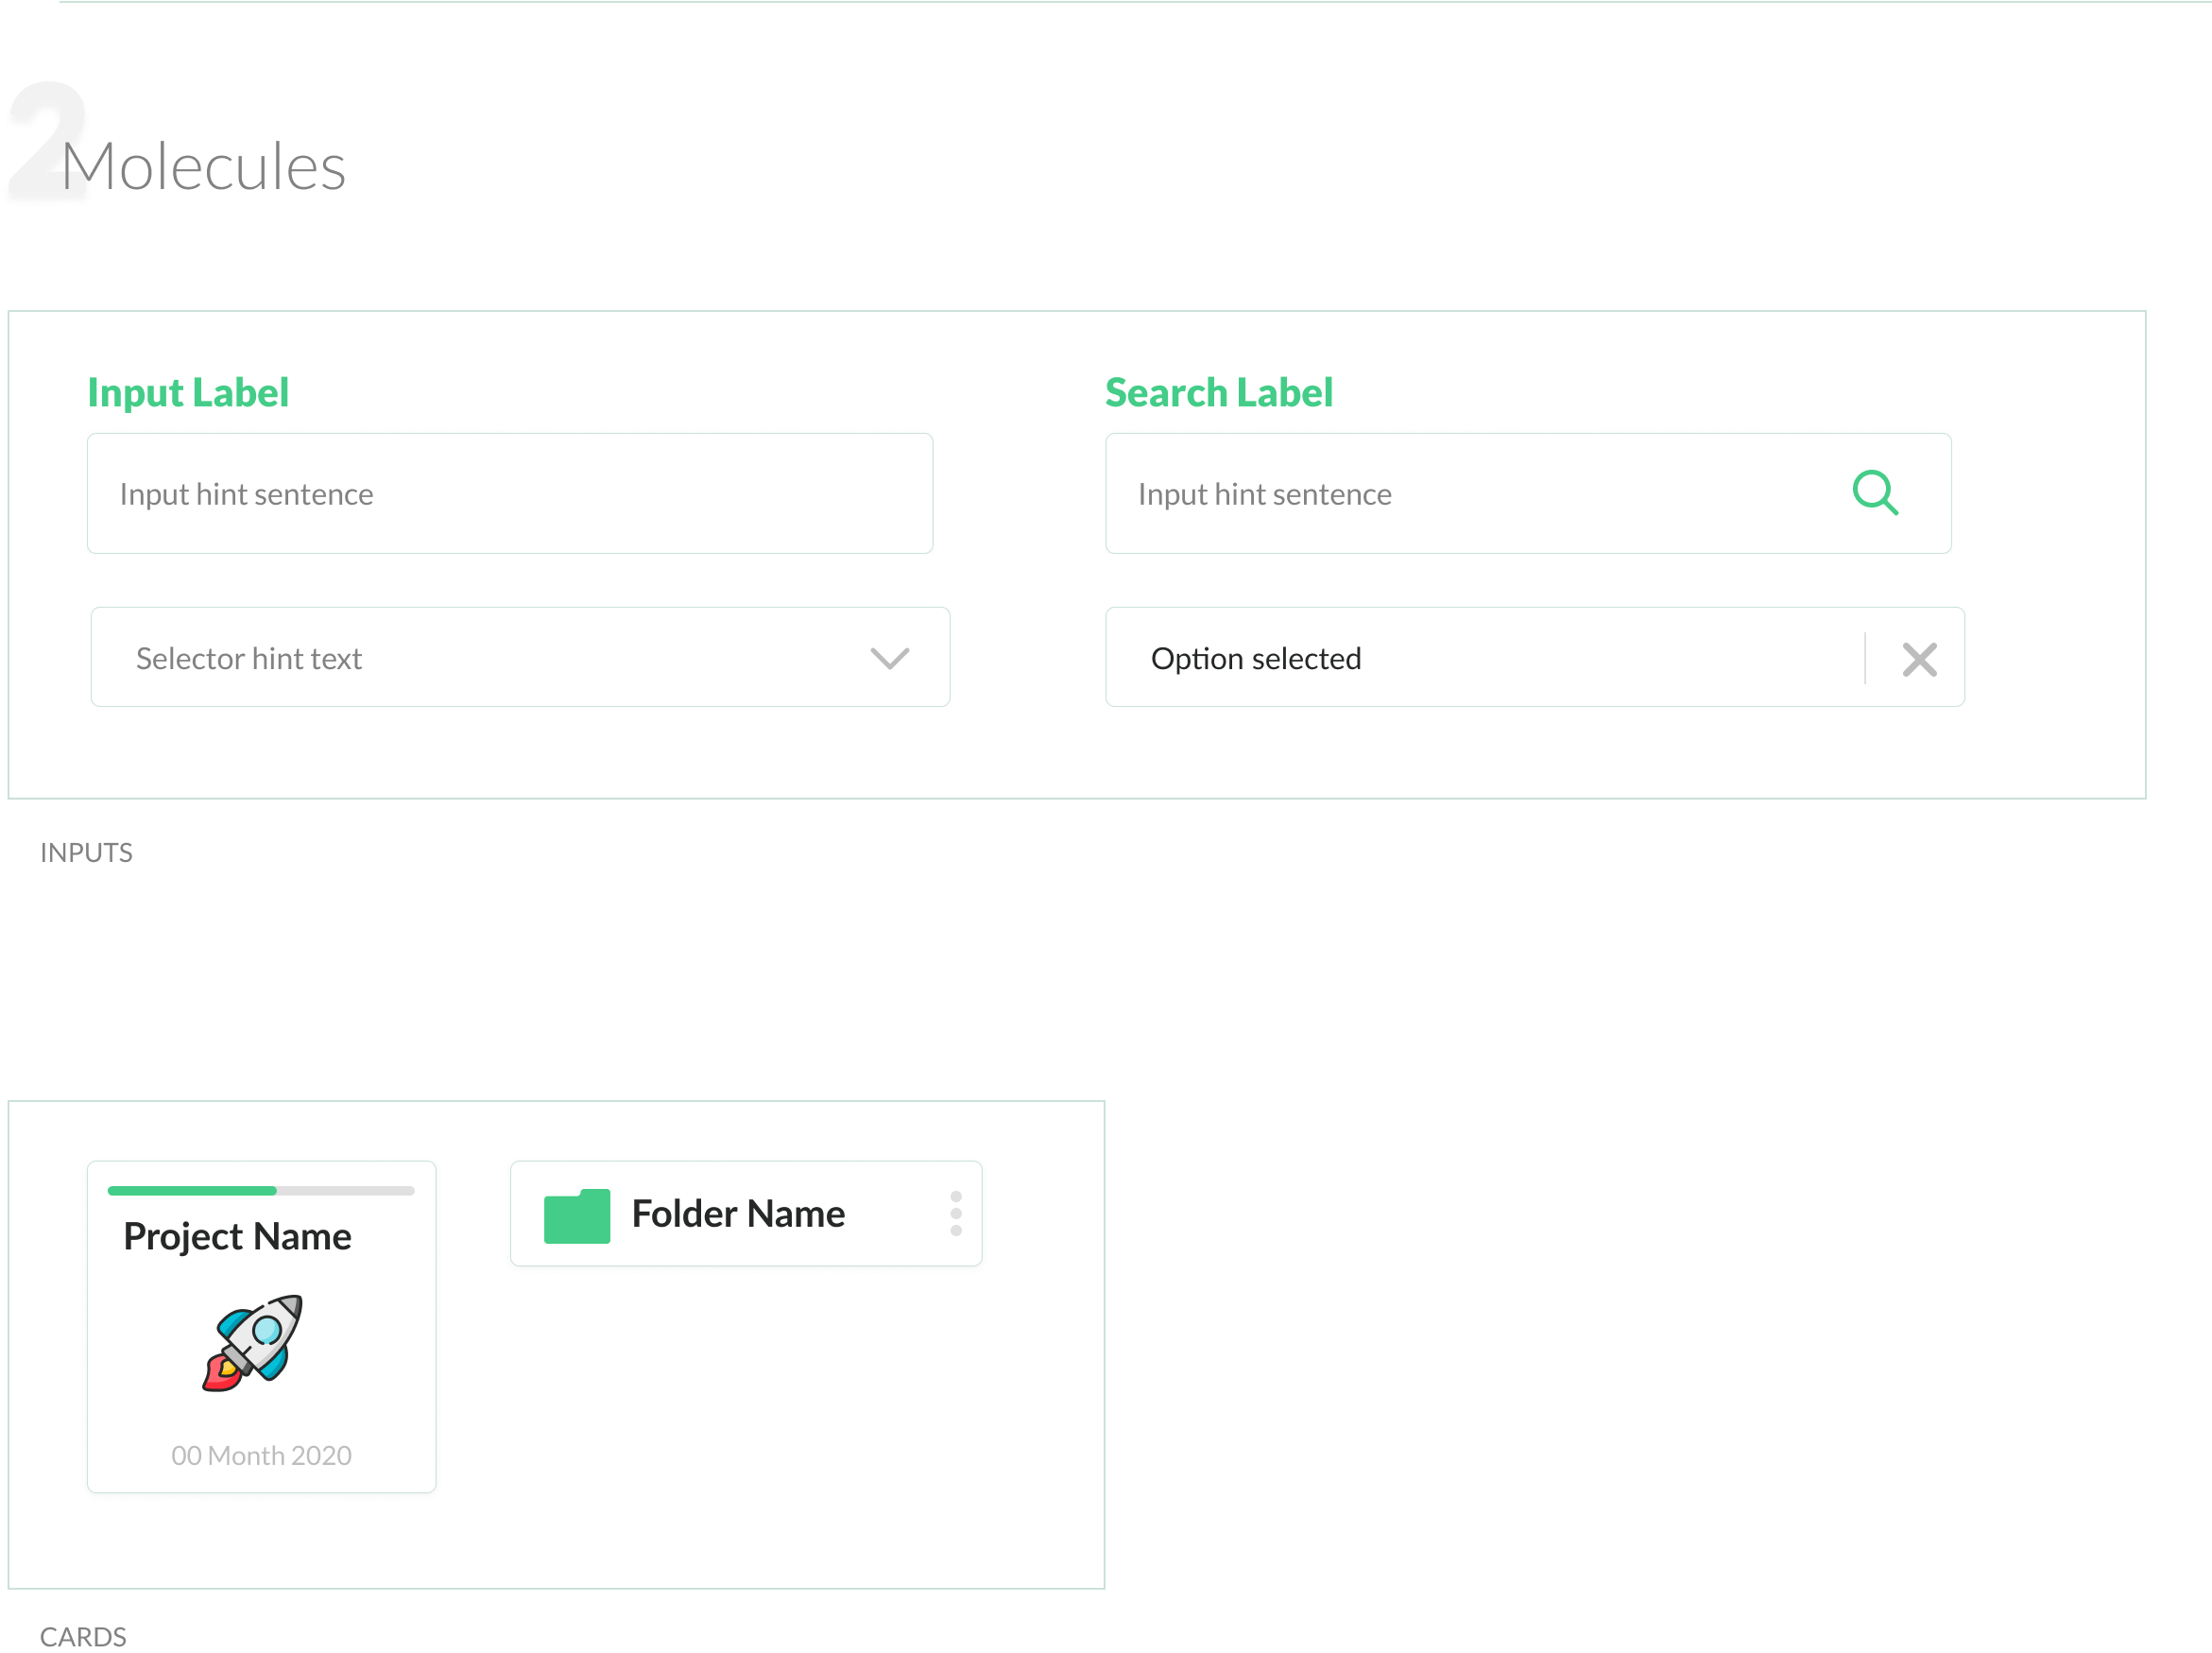 2
Molecules
Input Label
Input hint sentence
Search Label
Input hint sentence
Selector hint text
Option selected
INPUTS
Project Name
00 Month 2020
Folder Name
CARDS